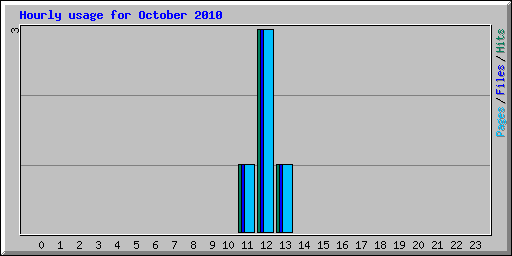 Hourly usage for October 2010
3
Pages/Files/Hits
0 1 2 3 4 5 6 7 8 9 10 11 12 13 14 15 16 17 18 19 20 21 22 23